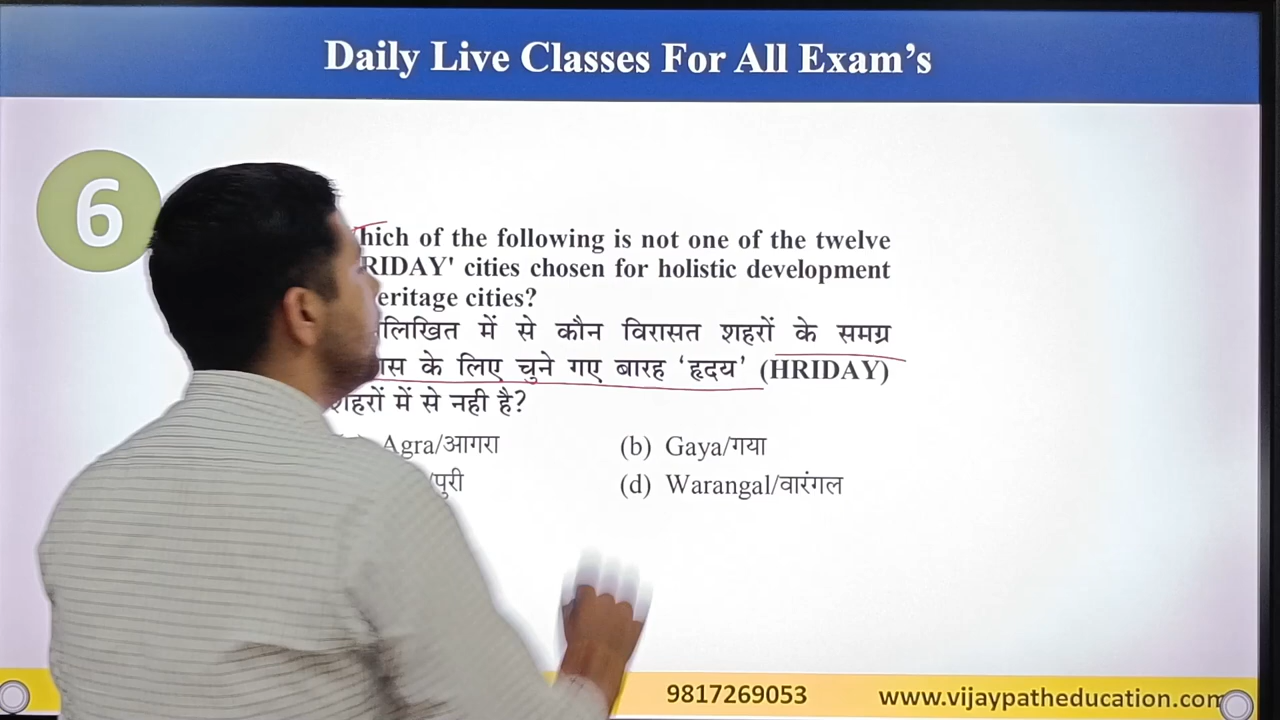 Daily Live Classes For All Exam's
6
hich of the following is not one of the twelve
RIDAY' cities chosen for holistic development
eritage cities?
लिखित में से कौन विरासत शहरों के समग्र
ास के लिए चुने गए बारह 'हृदय' (HRIDAY)
शहरों में से नही है?
Agra/आगरा (b) Gaya/गया
/पुरी (d) Warangal/वारंगल
9817269053 www.vijaypatheducation.com